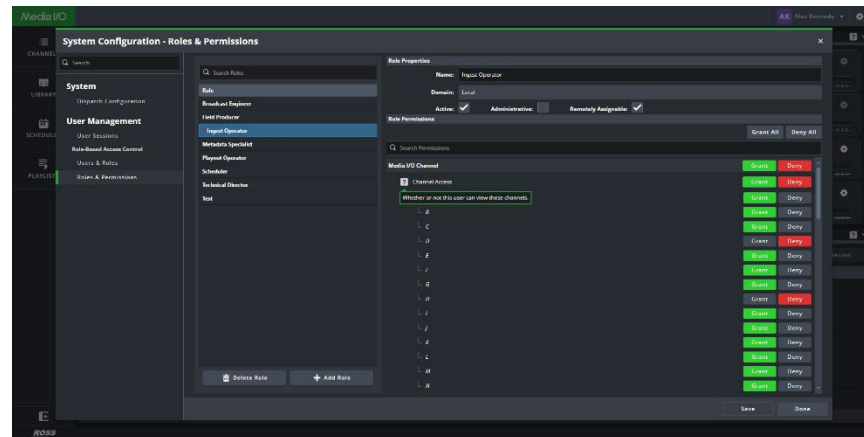 Media I/O
AK Alex Kennedy
System Configuration - Roles & Permissions
CHANNEL
LIBRARY
SCHEDUL
PLAYLIST
Search
System
Dispatch Configuration
User Management
User Sessions
Role-Based Access Control
Users & Roles
Roles & Permissions
Search Roles
Role
Broadcast Engineer
Field Producer
Ingest Operator
Metadata Specialist
Playout Operator
Scheduler
Technical Director
Test
Delete Role
Add Role
Role Properties
Name: Ingest Operator
Domain: Local
Active: Administrative: Remotely Assignable:
Role Permissions
Grant All Deny All
Search Permissions
Media I/O Channel Grant Deny
? Channel Access Grant Deny
Whether or not this user can view these channels. Grant Deny
B Grant Deny
C Grant Deny
D Grant Deny
E Grant Deny
Grant Deny
G Grant Deny
H Grant Deny
I Grant Deny
J Grant Deny
K Grant Deny
L Grant Deny
M Grant Deny
N Grant Deny
Save Done
ROSS